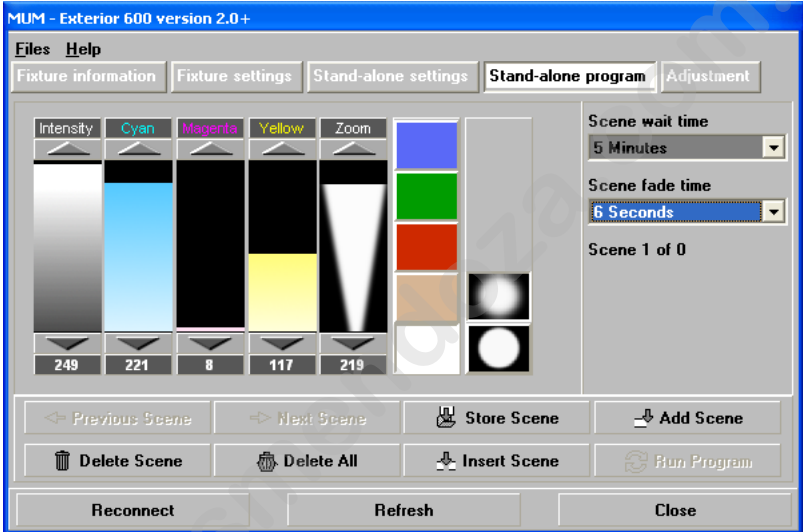 MUM - Exterior 600 version 2.0+
Files Help
Fixture information Fixture settings Stand-alone settings Stand-alone program Adjustment
Intensity Cyan Magenta Yellow Zoom
249 221 8 117 219
Scene wait time
5 Minutes
Scene fade time
6 Seconds
Scene 1 of 0
Previous Scene Next Scene Store Scene Add Scene
Delete Scene Delete All Insert Scene Run Program
Reconnect Refresh Close